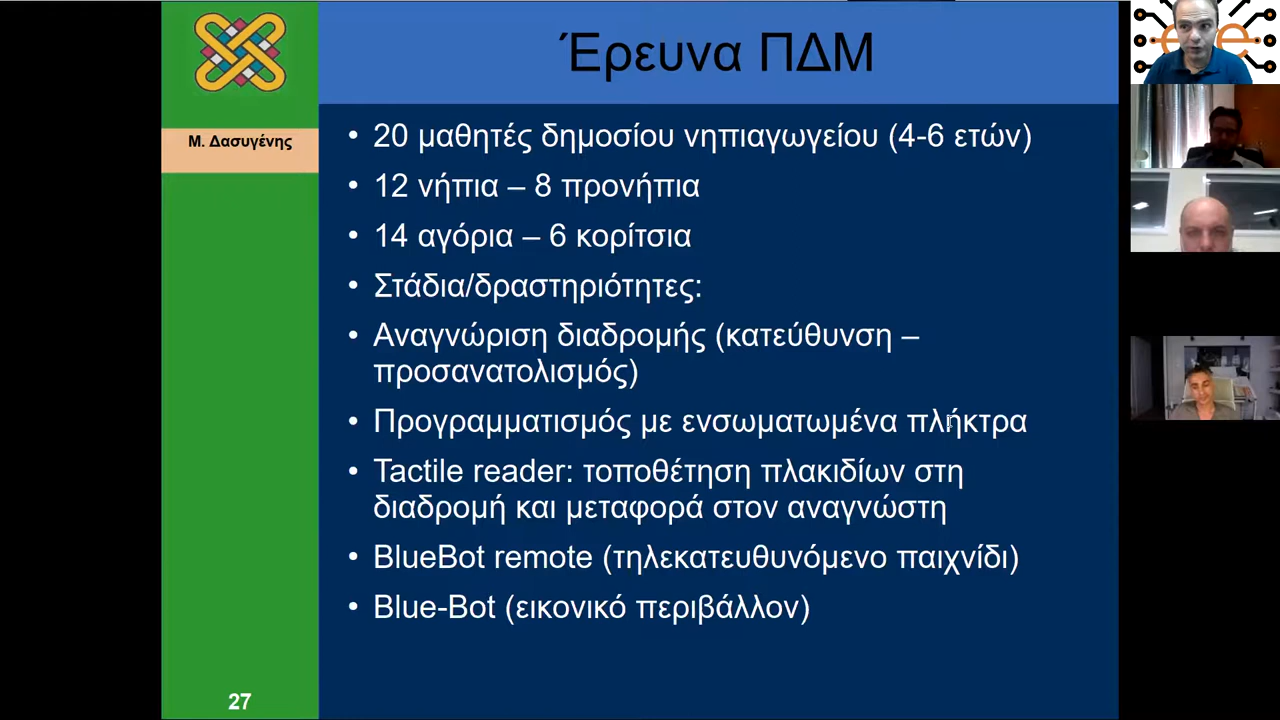 Έρευνα ΠΔΜ
Μ. Δασυγένης
• 20 μαθητές δημοσίου νηπιαγωγείου (4-6 ετών)
• 12 νήπια – 8 προνήπια
• 14 αγόρια – 6 κορίτσια
• Στάδια/δραστηριότητες:
• Αναγνώριση διαδρομής (κατεύθυνση –
προσανατολισμός)
• Προγραμματισμός με ενσωματωμένα πλήκτρα
• Tactile reader: τοποθέτηση πλακιδίων στη
διαδρομή και μεταφορά στον αναγνώστη
• BlueBot remote (τηλεκατευθυνόμενο παιχνίδι)
• Blue-Bot (εικονικό περιβάλλον)
27